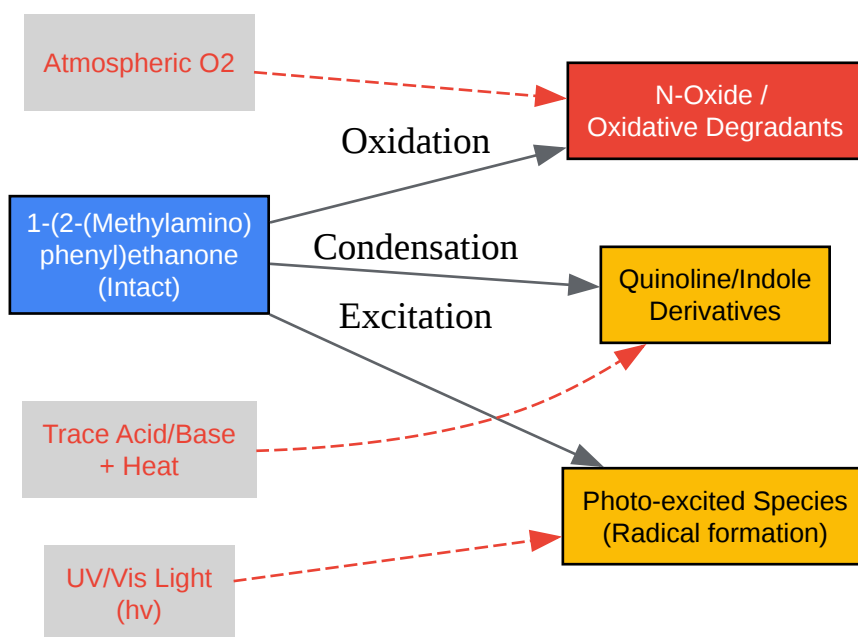 Atmospheric O2
N-Oxide /
Oxidative Degradants
Oxidation
1-(2-(Methylamino)
phenyl)ethanone
(Intact)
Condensation
Quinoline/Indole
Derivatives
Excitation
Trace Acid/Base
+ Heat
Photo-excited Species
(Radical formation)
UV/Vis Light
(hv)